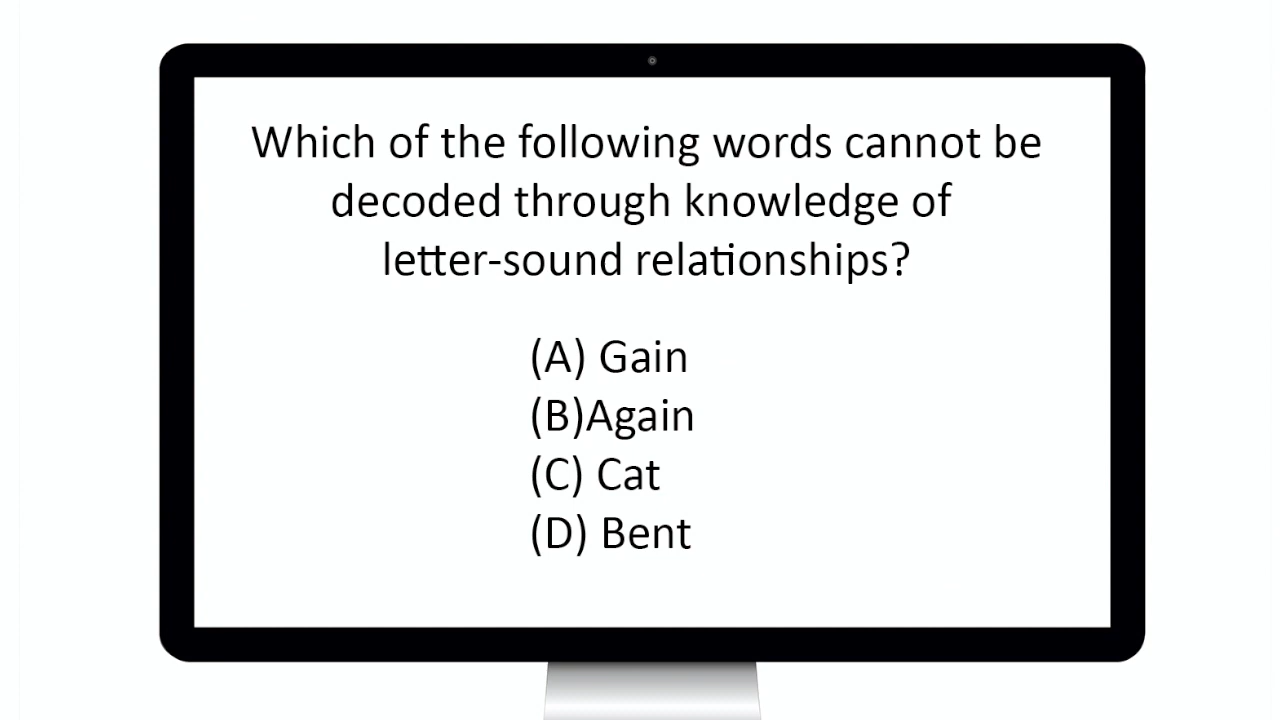 Which of the following words cannot be
decoded through knowledge of
letter-sound relationships?
(A) Gain
(B)Again
(C) Cat
(D) Bent